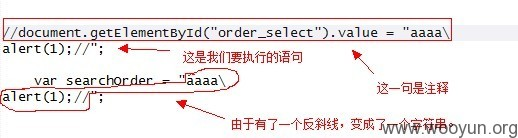 //document.getElementById("order_select").value = "aaaa\
alert(1);//";
这是我们要执行的语句
这一句是注释
var searchOrder = "aaaa\
alert(1);//";
由于有了一个反斜线，变成了一个字符串。
www.wooyun.org